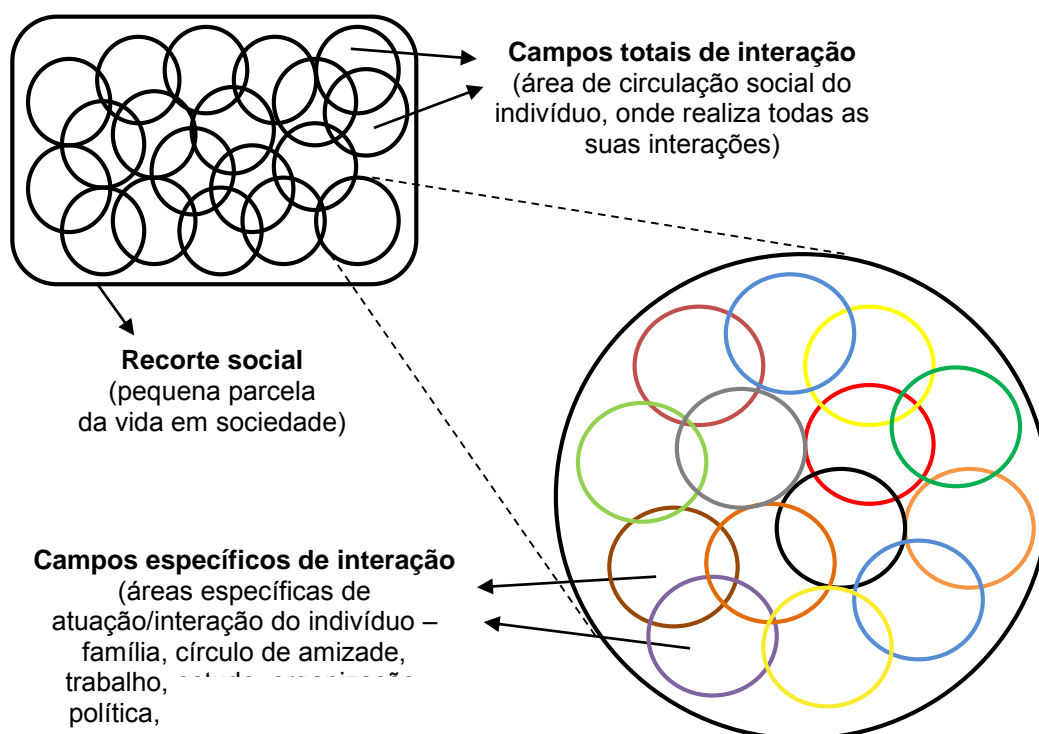 Campos totais de interação
(área de circulação social do
indivíduo, onde realiza todas as
suas interações)
Recorte social
(pequena parcela
da vida em sociedade)
Campos específicos de interação
(áreas específicas de
atuação/interação do indivíduo –
família, círculo de amizade,
trabalho,
política,